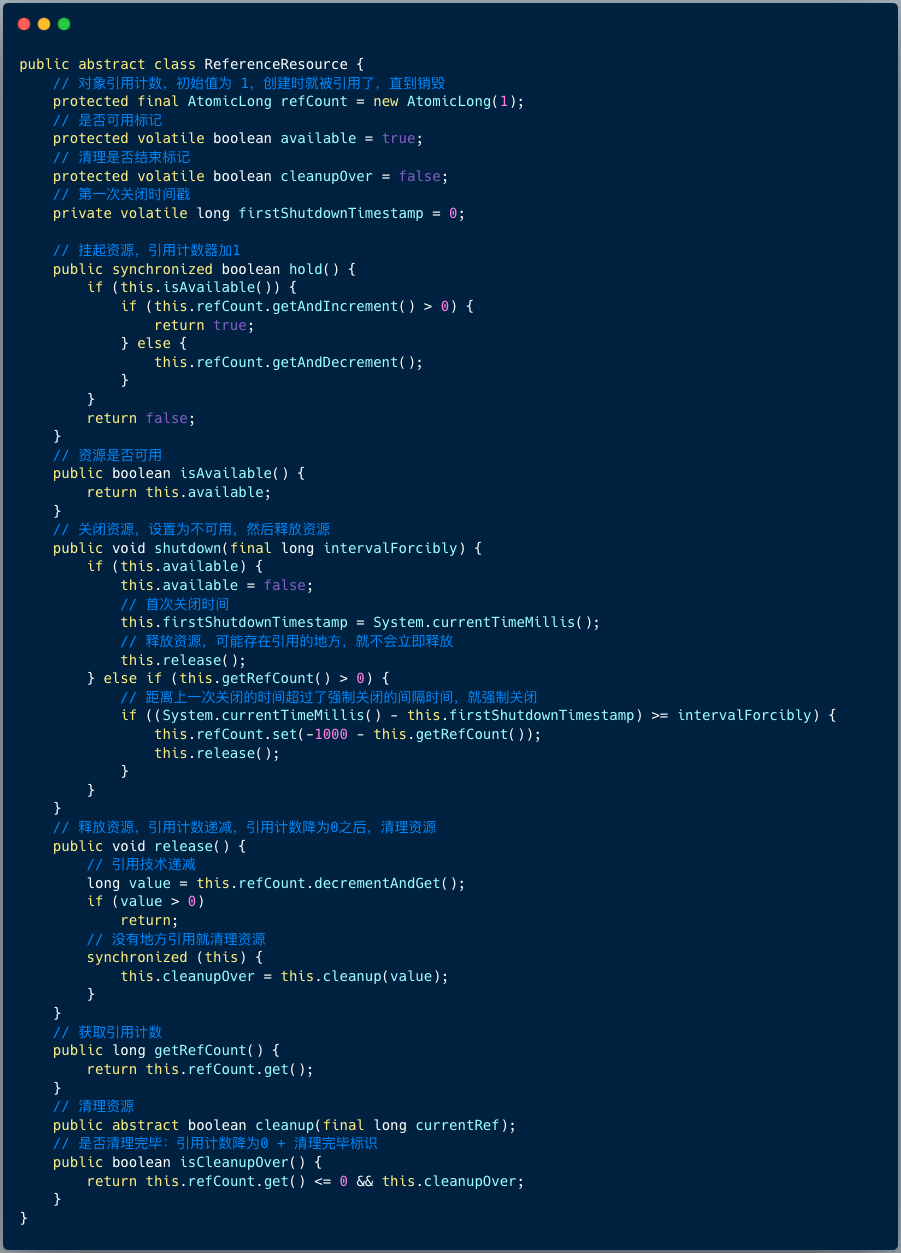 public abstract class ReferenceResource {
    // 对象引用计数，初始值为 1，创建时就被引用了，直到销毁
    protected final AtomicLong refCount = new AtomicLong(1);
    // 是否可用标记
    protected volatile boolean available = true;
    // 清理是否结束标记
    protected volatile boolean cleanupOver = false;
    // 第一次关闭时间戳
    private volatile long firstShutdownTimestamp = 0;

    // 挂起资源，引用计数器加1
    public synchronized boolean hold() {
        if (this.isAvailable()) {
            if (this.refCount.getAndIncrement() > 0) {
                return true;
            } else {
                this.refCount.getAndDecrement();
            }
        }
        return false;
    }
    // 资源是否可用
    public boolean isAvailable() {
        return this.available;
    }
    // 关闭资源，设置为不可用，然后释放资源
    public void shutdown(final long intervalForcibly) {
        if (this.available) {
            this.available = false;
            // 首次关闭时间
            this.firstShutdownTimestamp = System.currentTimeMillis();
            // 释放资源，可能存在引用的地方，就不会立即释放
            this.release();
        } else if (this.getRefCount() > 0) {
            // 距离上一次关闭的时间超过了强制关闭的间隔时间，就强制关闭
            if ((System.currentTimeMillis() - this.firstShutdownTimestamp) >= intervalForcibly) {
                this.refCount.set(-1000 - this.getRefCount());
                this.release();
            }
        }
    }
    // 释放资源，引用计数递减，引用计数降为0之后，清理资源
    public void release() {
        // 引用技术递减
        long value = this.refCount.decrementAndGet();
        if (value > 0)
            return;
        // 没有地方引用就清理资源
        synchronized (this) {
            this.cleanupOver = this.cleanup(value);
        }
    }
    // 获取引用计数
    public long getRefCount() {
        return this.refCount.get();
    }
    // 清理资源
    public abstract boolean cleanup(final long currentRef);
    // 是否清理完毕：引用计数降为0 + 清理完毕标识
    public boolean isCleanupOver() {
        return this.refCount.get() <= 0 && this.cleanupOver;
    }
}